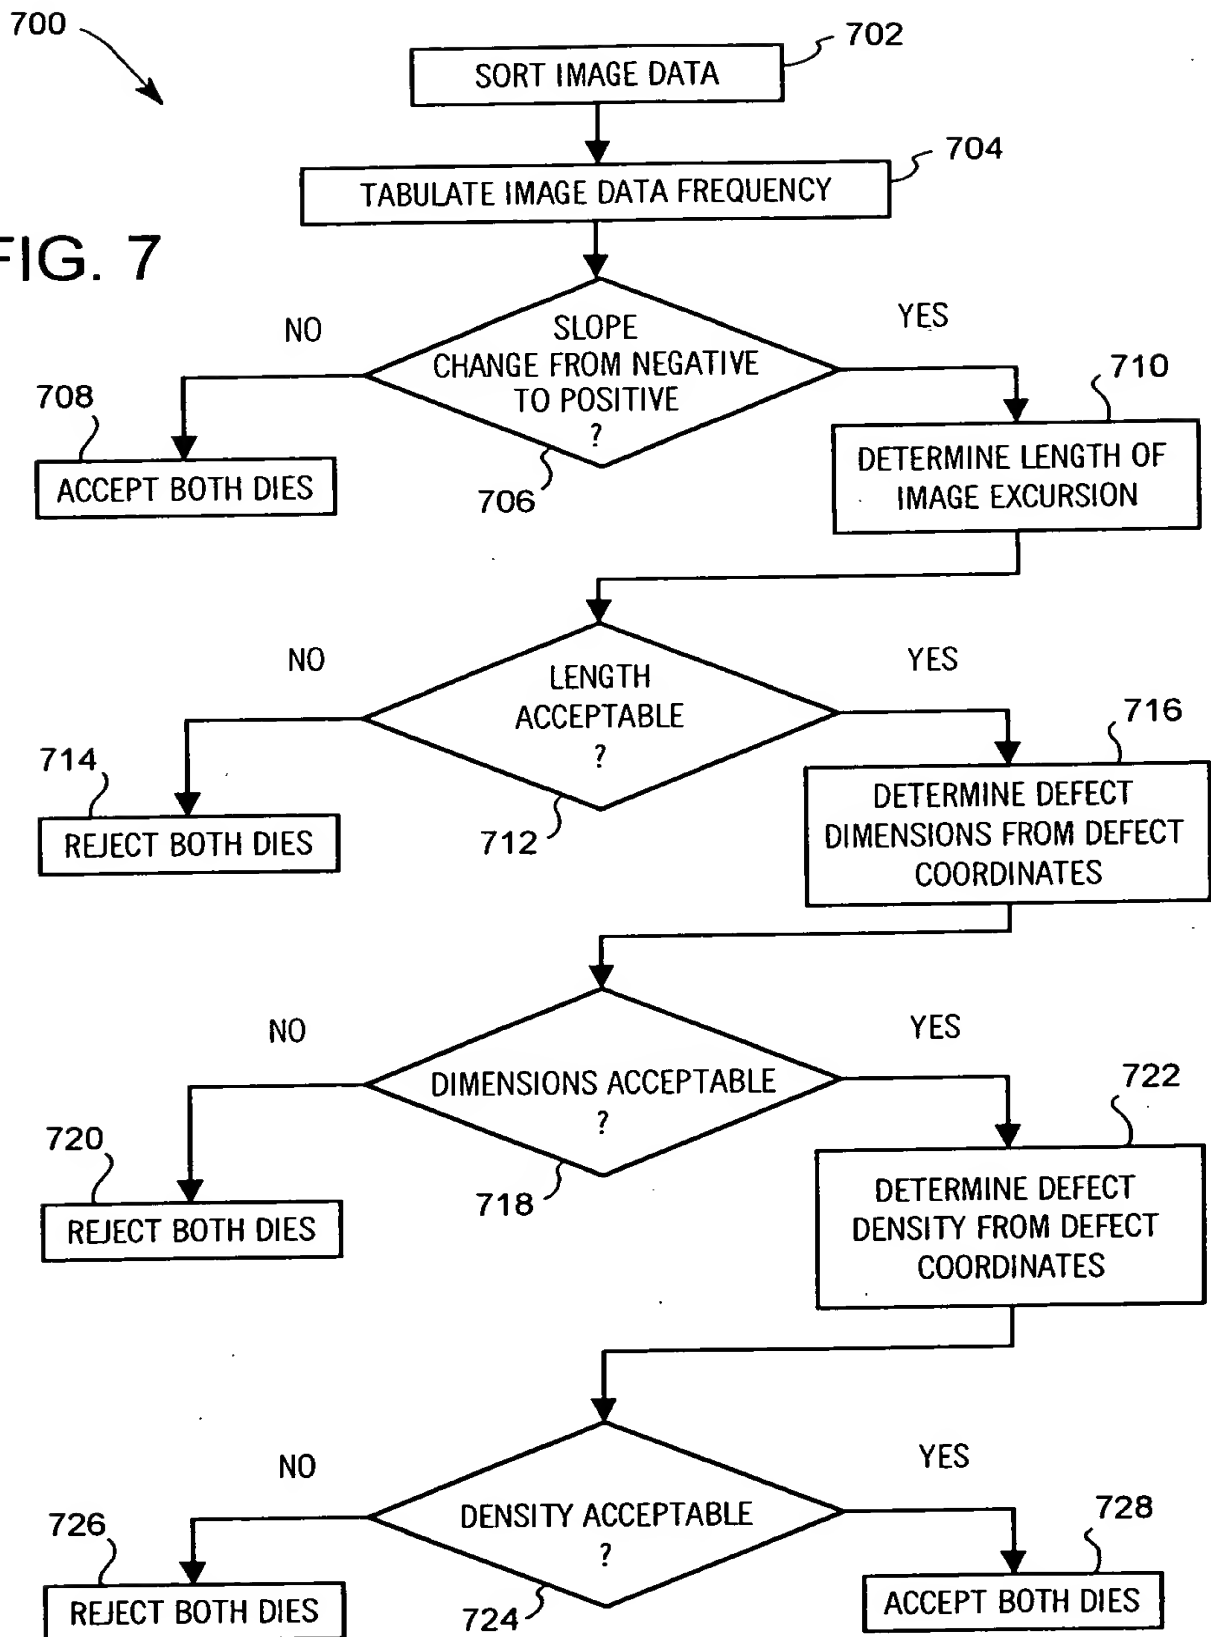 700
702
SORT IMAGE DATA
704
TABULATE IMAGE DATA FREQUENCY
FIG. 7
NO
SLOPE
CHANGE FROM NEGATIVE
TO POSITIVE
?
YES
706
708
ACCEPT BOTH DIES
710
DETERMINE LENGTH OF
IMAGE EXCURSION
NO
LENGTH
ACCEPTABLE
?
YES
712
714
REJECT BOTH DIES
716
DETERMINE DEFECT
DIMENSIONS FROM DEFECT
COORDINATES
NO
DIMENSIONS ACCEPTABLE
?
YES
718
720
REJECT BOTH DIES
722
DETERMINE DEFECT
DENSITY FROM DEFECT
COORDINATES
NO
DENSITY ACCEPTABLE
?
YES
724
726
REJECT BOTH DIES
728
ACCEPT BOTH DIES